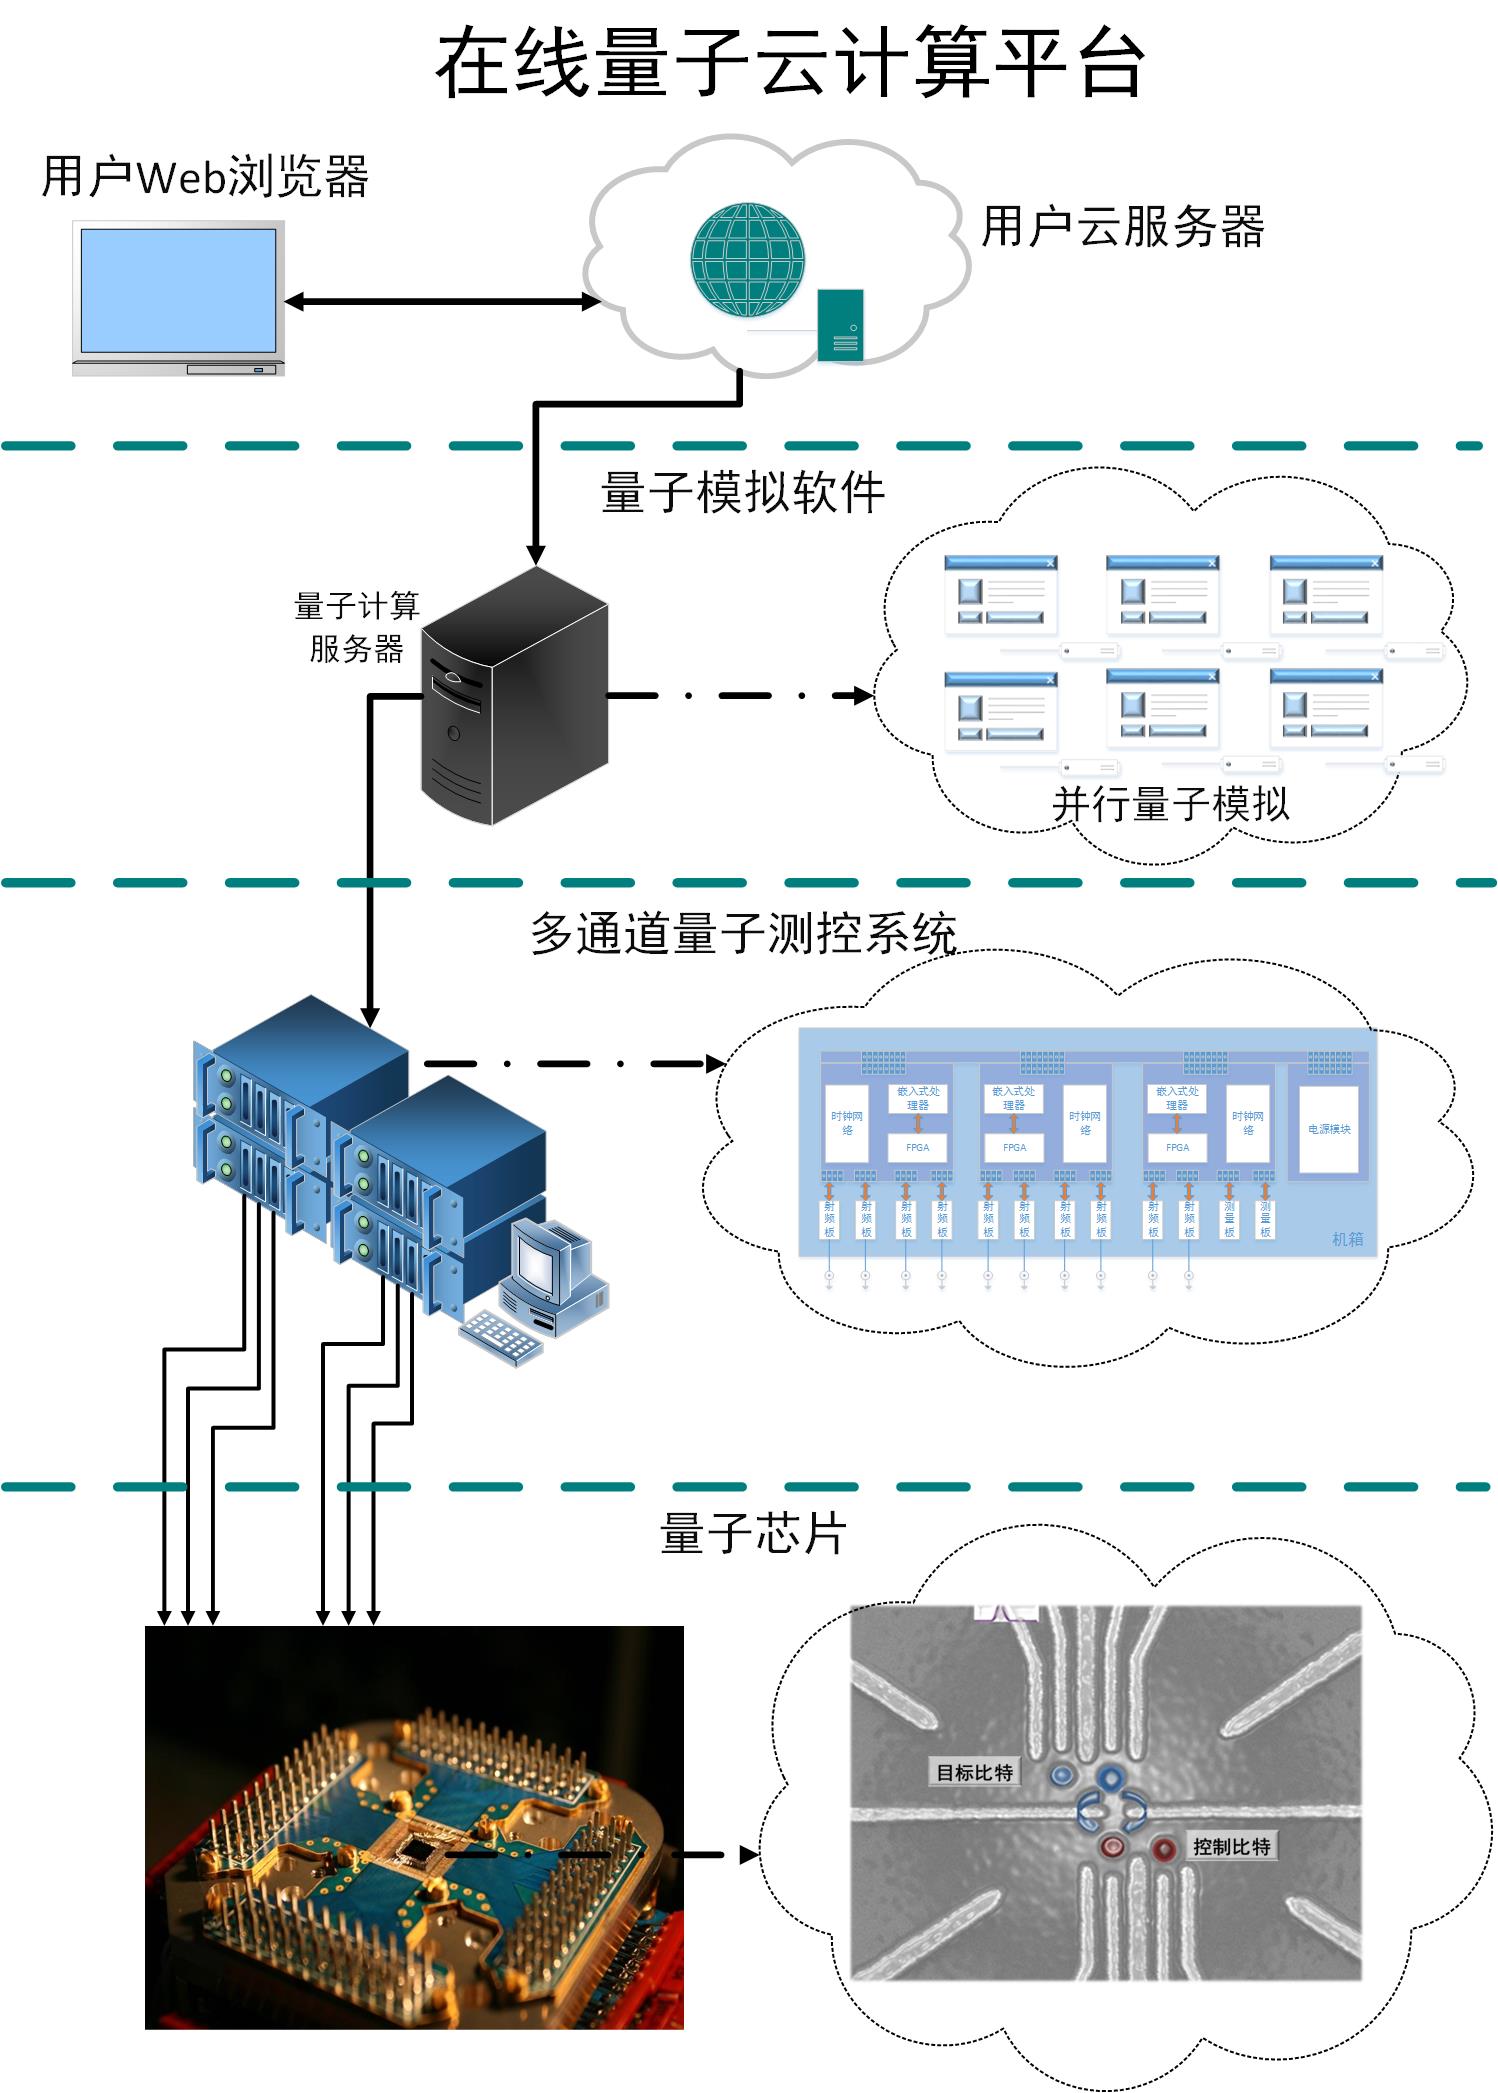 在线量子云计算平台
用户Web浏览器
用户云服务器
量子模拟软件
量子计算
服务器
并行量子模拟
多通道量子测控系统
时钟网
络
嵌入式处
理器
FPGA
嵌入式处
理器
FPGA
时钟网
络
嵌入式处
理器
FPGA
时钟网
络
电源模块
射
频
板
射
频
板
射
频
板
射
频
板
射
频
板
射
频
板
射
频
板
射
频
板
射
频
板
射
频
板
测
量
板
测
量
板
机箱
量子芯片
目标比特
控制比特